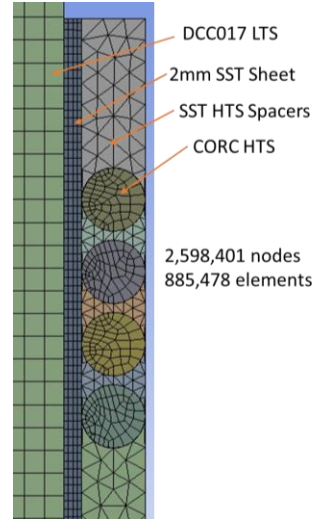 DCC017 LTS
2mm SST Sheet
SST HTS Spacers
CORC HTS
2,598,401 nodes
885,478 elements